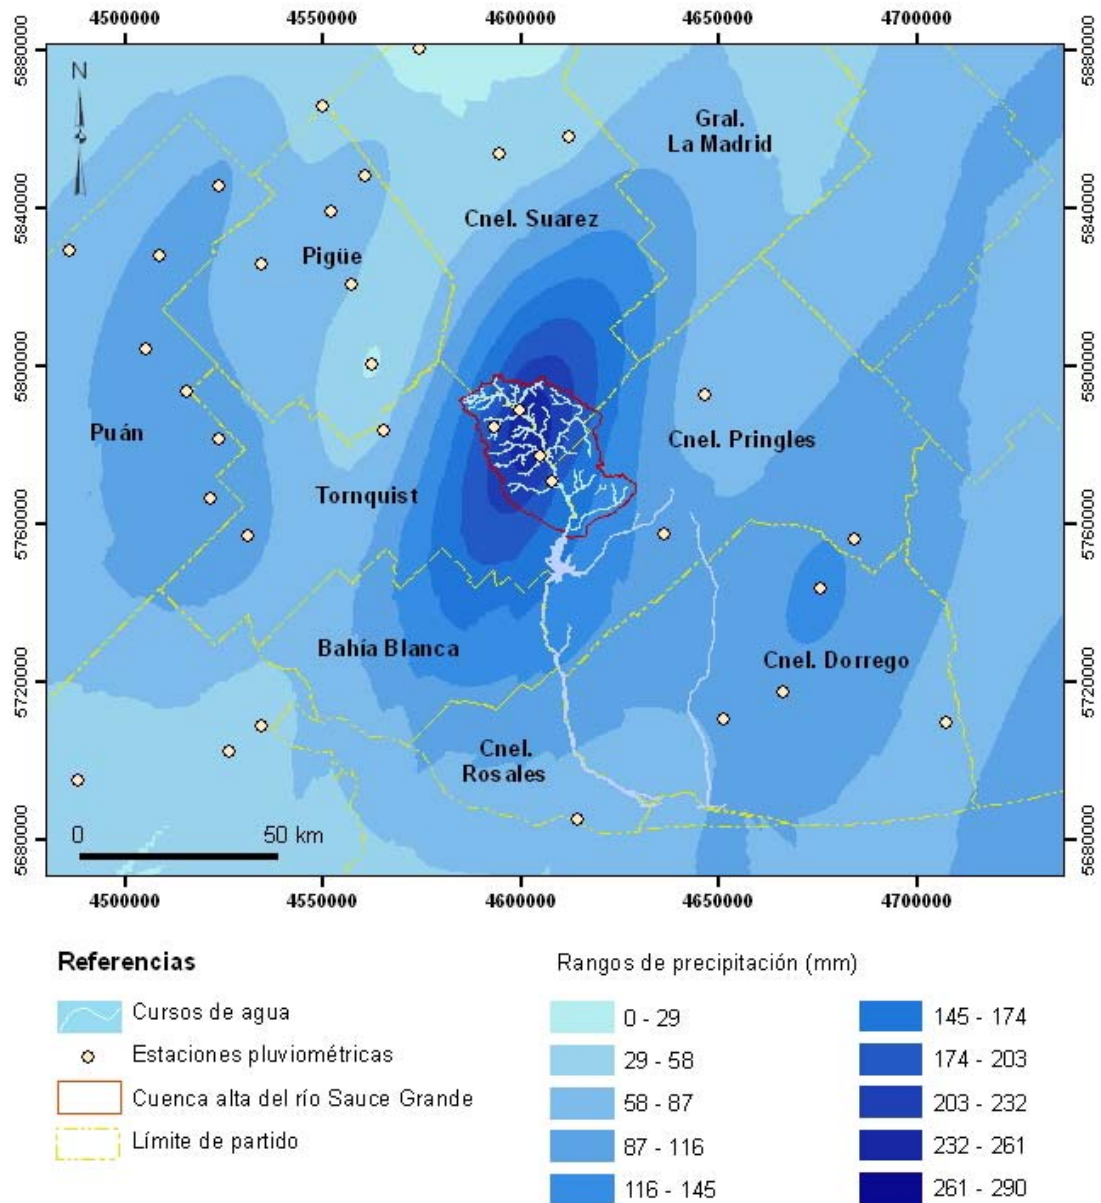 4500000 4550000 4600000 4650000 4700000
5880000 5880000
N
Gral.
La Madrid
5840000 5840000
Cnel. Suarez
Pigüe
5800000 5800000
Puán
Cnel. Pringles
Tornquist
5760000 5760000
Bahía Blanca
Cnel. Dorrego
5720000 5720000
Cnel.
Rosales
0 50 km
5680000 5680000
4500000 4550000 4600000 4650000 4700000
Referencias
Cursos de agua
Estaciones pluviométricas
Cuenca alta del río Sauce Grande
Límite de partido
Rangos de precipitación (mm)
0 - 29
29 - 58
58 - 87
87 - 116
116 - 145
145 - 174
174 - 203
203 - 232
232 - 261
261 - 290